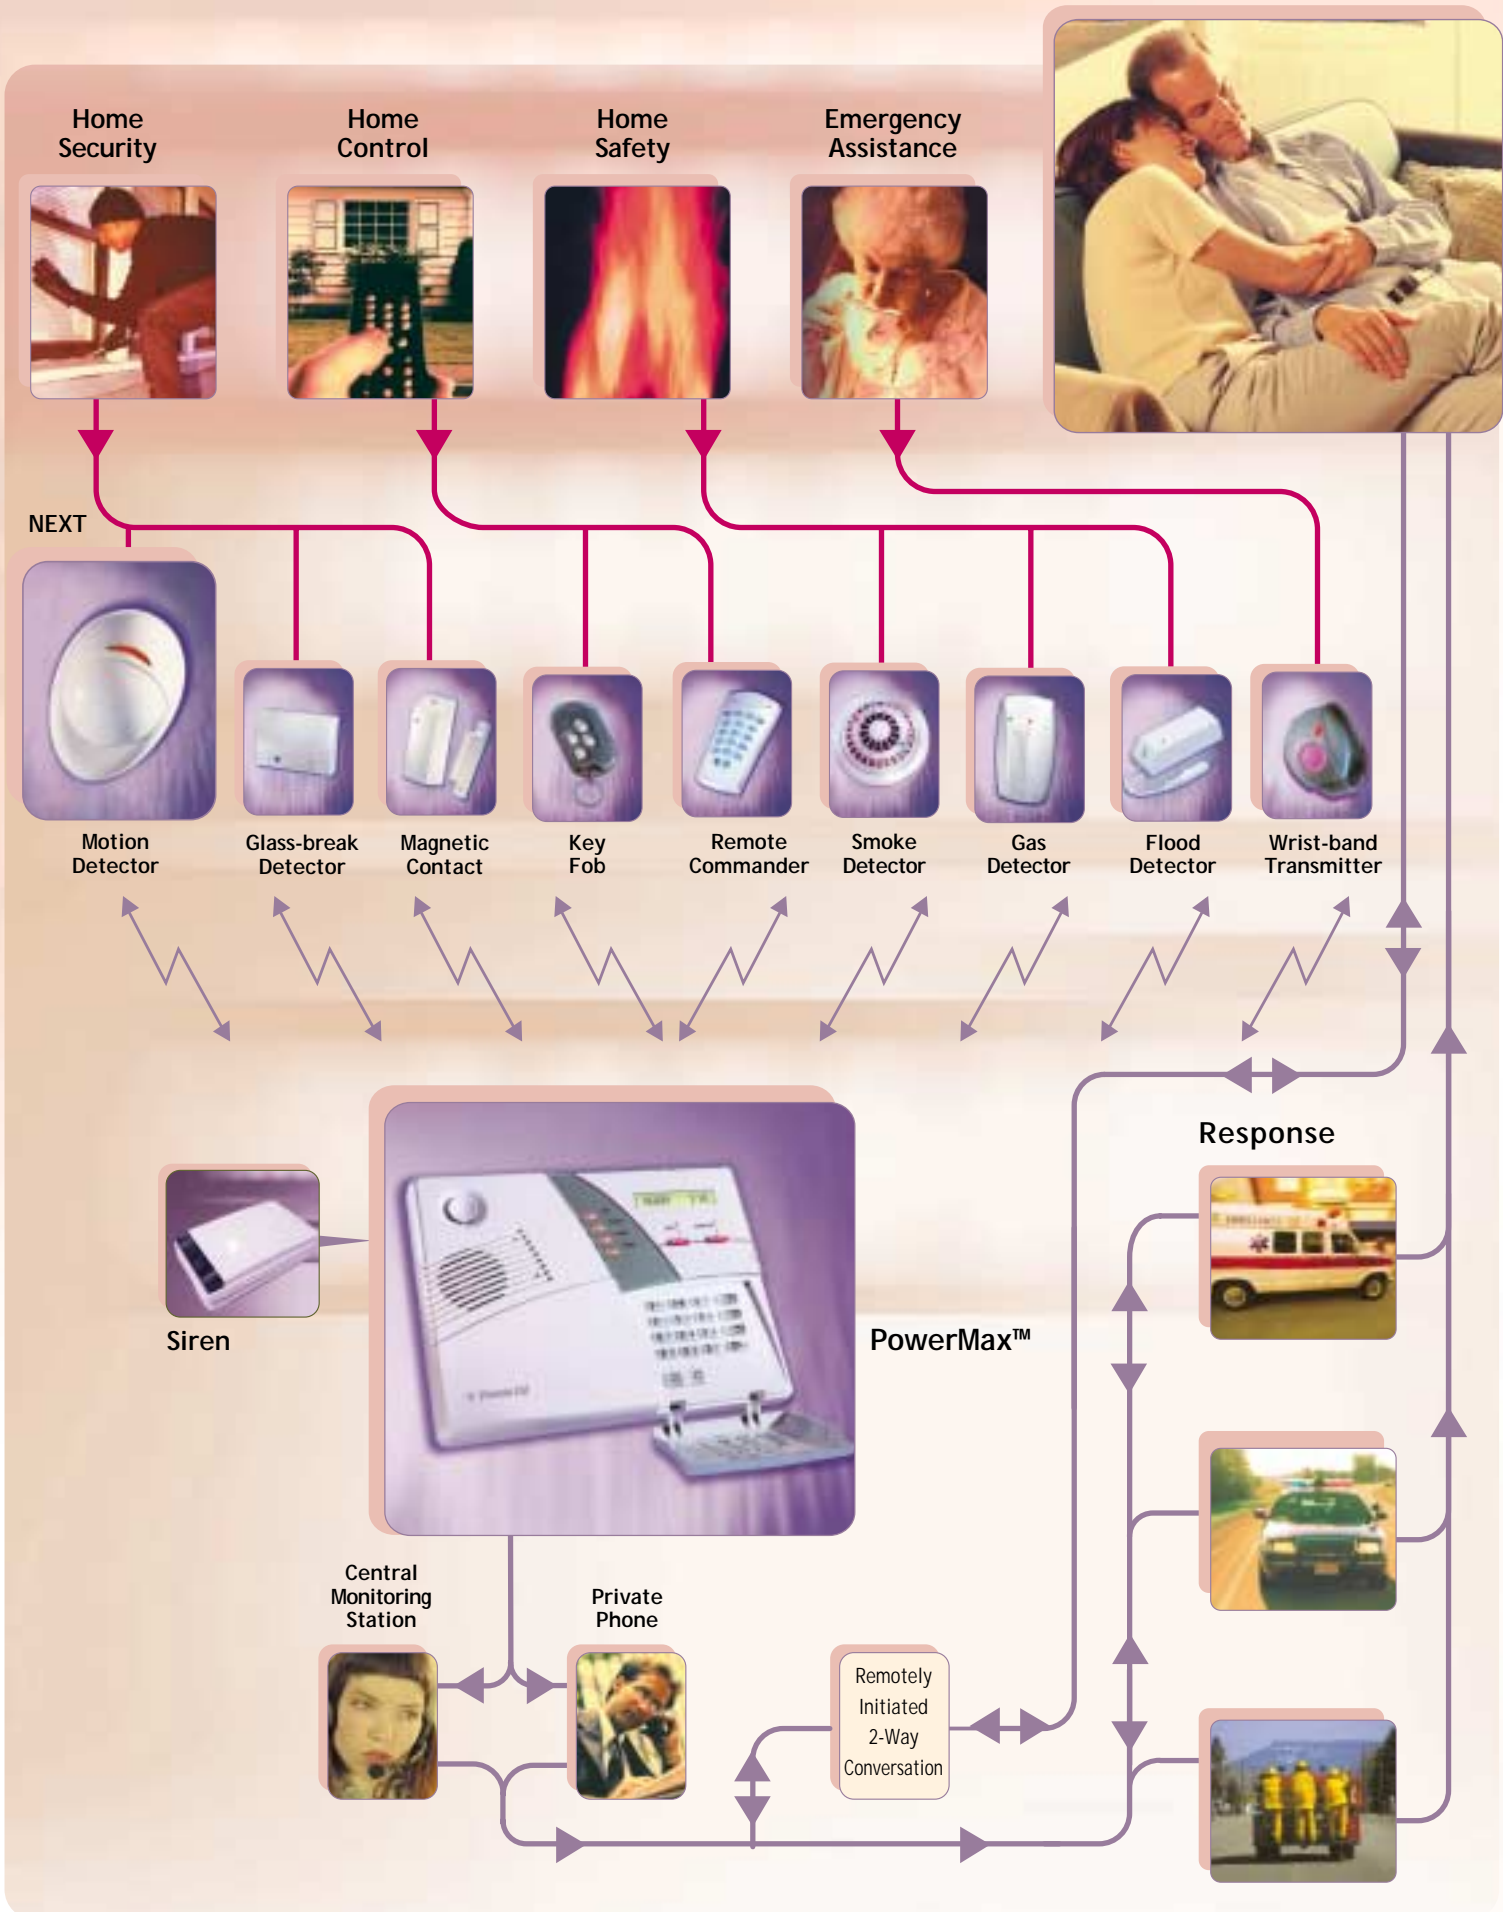 Home
Security
Home
Control
Home
Safety
Emergency
Assistance
NEXT
Motion
Detector
Glass-break
Detector
Magnetic
Contact
Key
Fob
Remote
Commander
Smoke
Detector
Gas
Detector
Flood
Detector
Wrist-band
Transmitter
Response
Siren
PowerMax™
Central
Monitoring
Station
Private
Phone
Remotely
Initiated
2-Way
Conversation